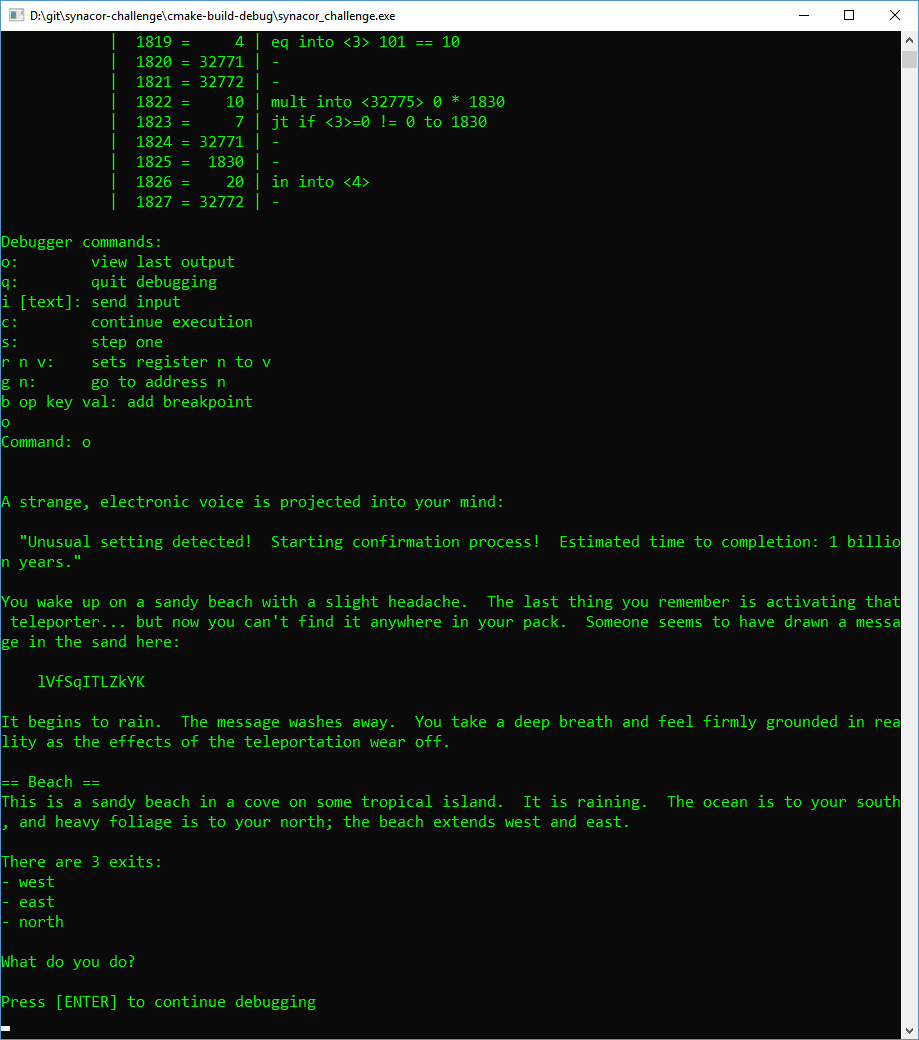 D:\git\synacor-challenge\cmake-build-debug\synacor_challenge.exe
| 1819 = 4 | eq into <3> 101 == 10
| 1820 = 32771 | -
| 1821 = 32772 | -
| 1822 = 10 | mult into <32775> 0 * 1830
| 1823 = 7 | jt if <3>=0 != 0 to 1830
| 1824 = 32771 | -
| 1825 = 1830 | -
| 1826 = 20 | in into <4>
| 1827 = 32772 | -
Debugger commands:
o: view last output
q: quit debugging
i [text]: send input
c: continue execution
s: step one
r n v: sets register n to v
g n: go to address n
b op key val: add breakpoint
o
Command: o
A strange, electronic voice is projected into your mind:
"Unusual setting detected!  Starting confirmation process!  Estimated time to completion: 1 billio
n years."
You wake up on a sandy beach with a slight headache.  The last thing you remember is activating that
teleporter... but now you can't find it anywhere in your pack.  Someone seems to have drawn a messa
ge in the sand here:
lVfSqITLZkYK
It begins to rain.  The message washes away.  You take a deep breath and feel firmly grounded in rea
lity as the effects of the teleportation wear off.
== Beach ==
This is a sandy beach in a cove on some tropical island.  It is raining.  The ocean is to your south
, and heavy foliage is to your north; the beach extends west and east.
There are 3 exits:
- west
- east
- north
What do you do?
Press [ENTER] to continue debugging